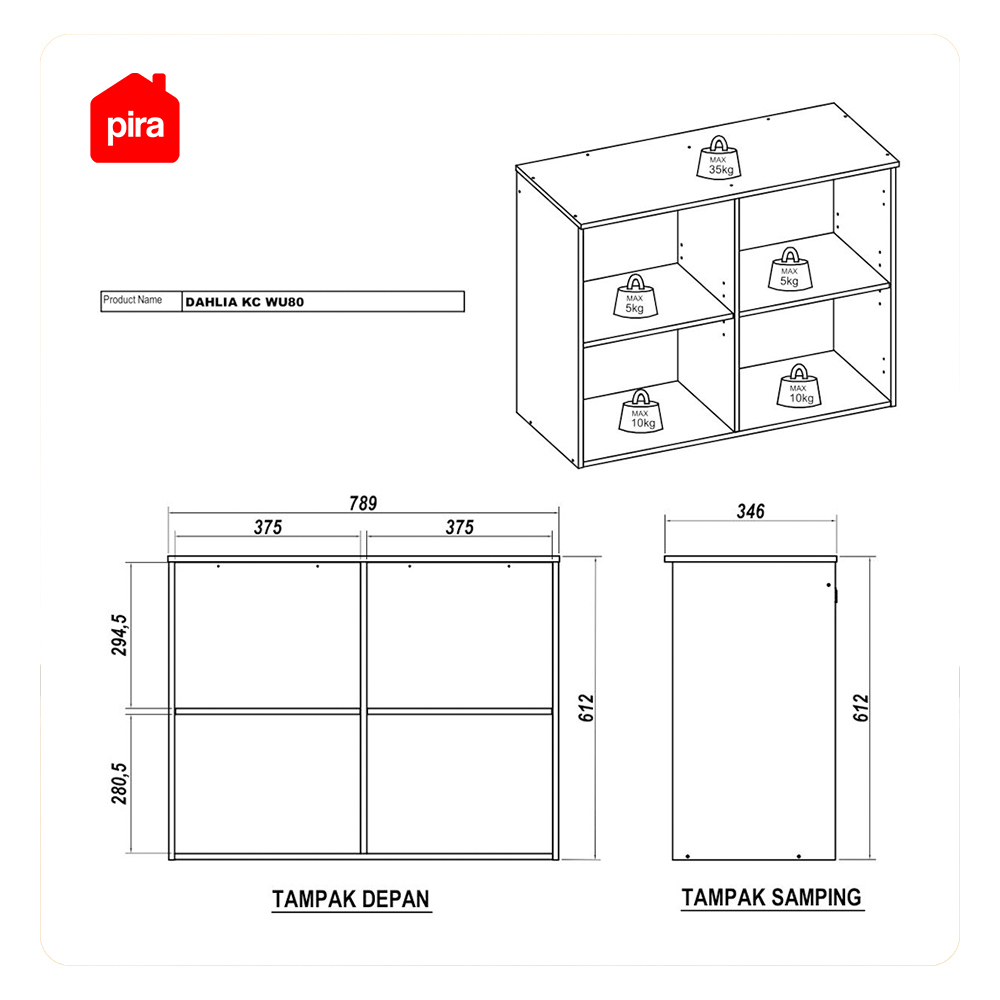 pira
MAX
35kg
MAX
5kg
MAX
5kg
MAX
10kg
MAX
10kg
Product Name DAHLIA KC WU80
789
375 375
294,5
280,5
612
TAMPAK DEPAN
346
612
TAMPAK SAMPING